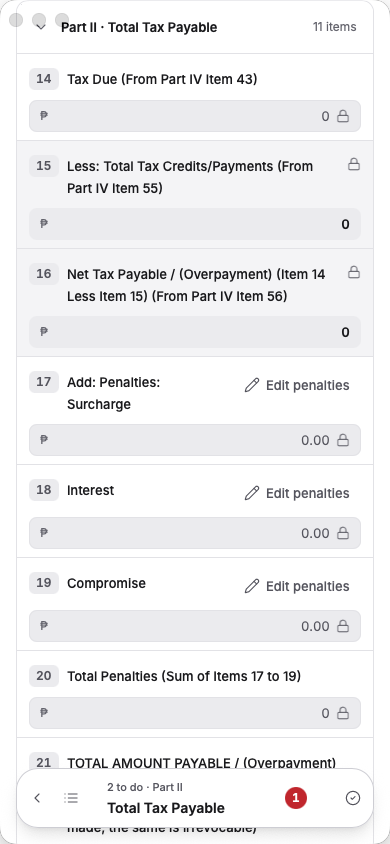 Part II · Total Tax Payable
11 items
14
Tax Due (From Part IV Item 43)
₱
0
15
Less: Total Tax Credits/Payments (From
Part IV Item 55)
₱
0
16
Net Tax Payable / (Overpayment) (Item 14
Less Item 15) (From Part IV Item 56)
₱
0
17
Add: Penalties:
Surcharge
Edit penalties
₱
0.00
18
Interest
Edit penalties
₱
0.00
19
Compromise
Edit penalties
₱
0.00
20
Total Penalties (Sum of Items 17 to 19)
₱
0
21
TOTAL AMOUNT PAYABLE / (Overpayment)
2 to do · Part II
Total Tax Payable
1
made, the same is irrevocable)